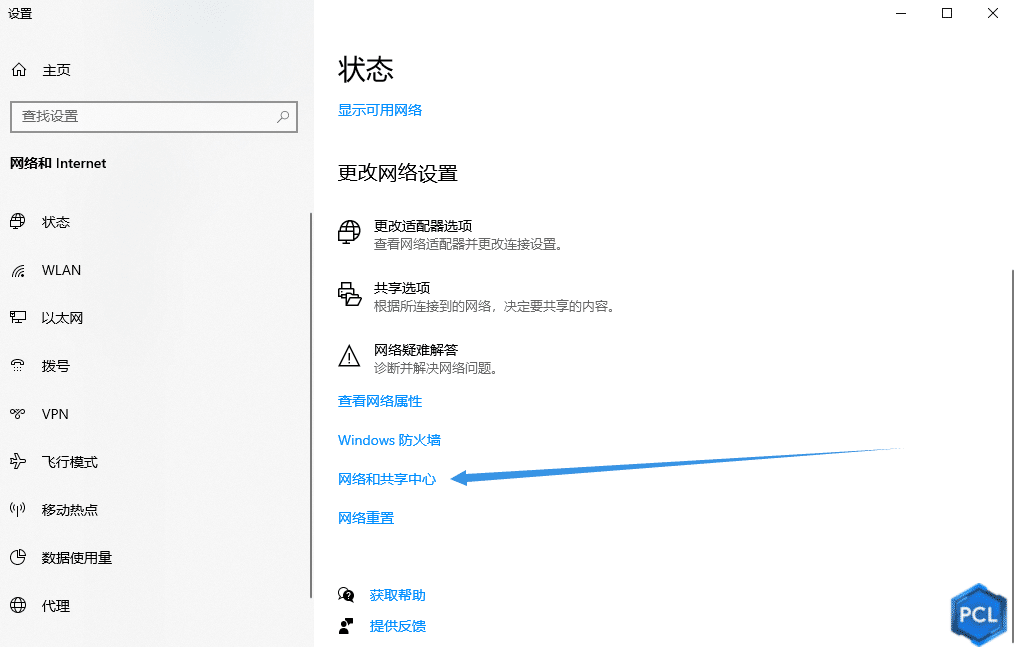 设置
主页
查找设置
网络和 Internet
状态
WLAN
以太网
拨号
VPN
飞行模式
移动热点
数据使用量
代理
状态
显示可用网络
更改网络设置
更改适配器选项
查看网络适配器并更改连接设置。
共享选项
根据所连接到的网络，决定要共享的内容。
网络疑难解答
诊断并解决网络问题。
查看网络属性
Windows 防火墙
网络和共享中心
网络重置
获取帮助
提供反馈
PCL